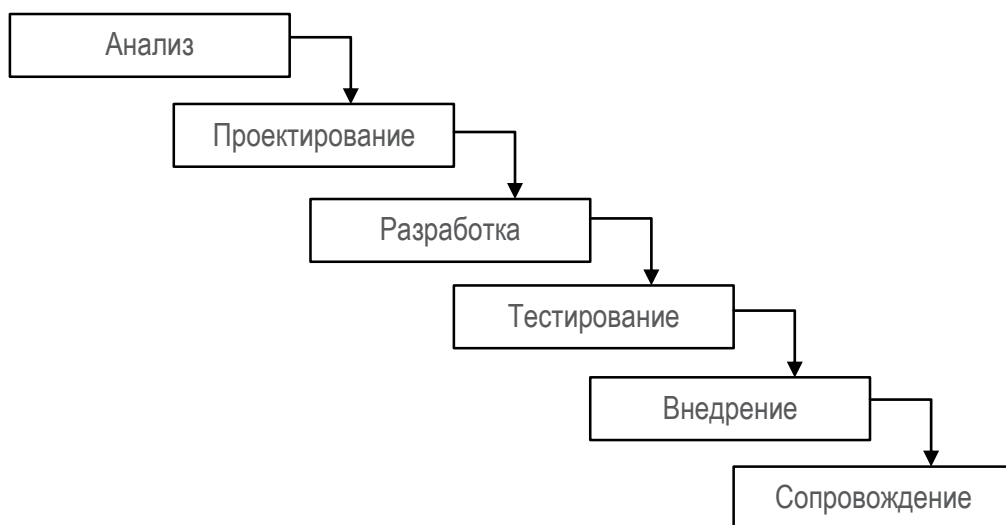 Анализ
Проектирование
Разработка
Тестирование
Внедрение
Сопровождение